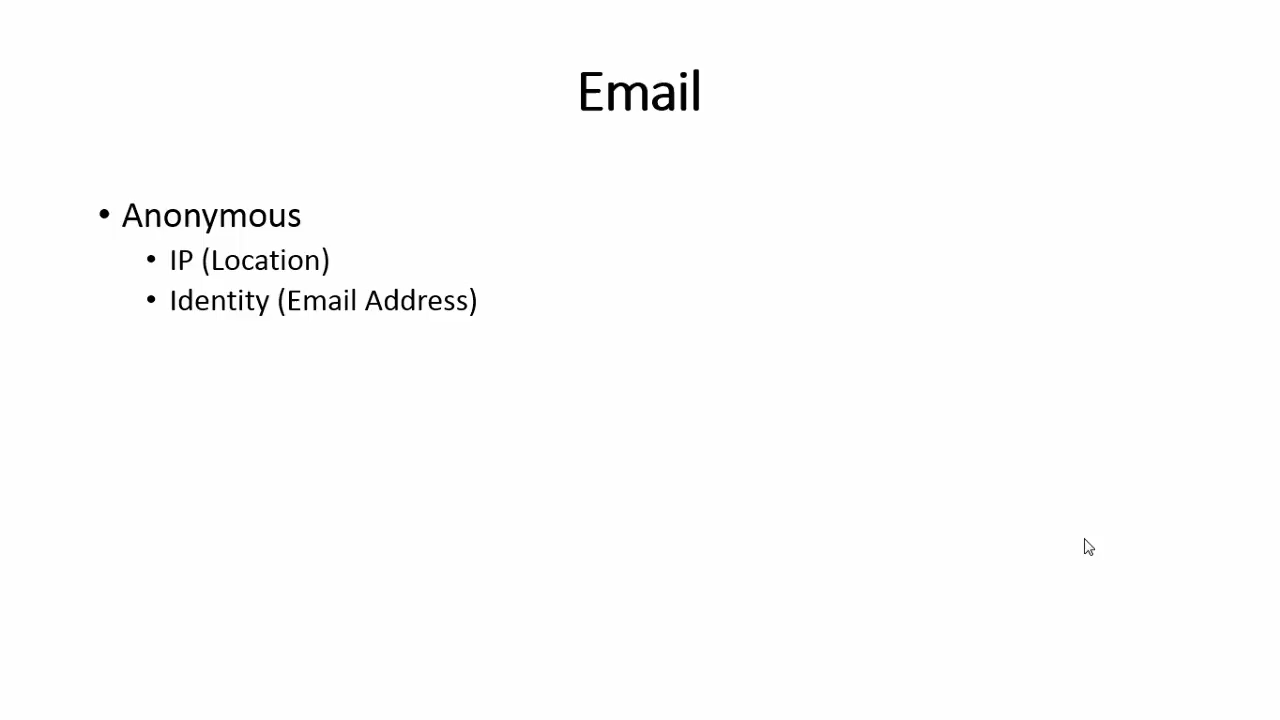 Email
• Anonymous
• IP (Location)
• Identity (Email Address)